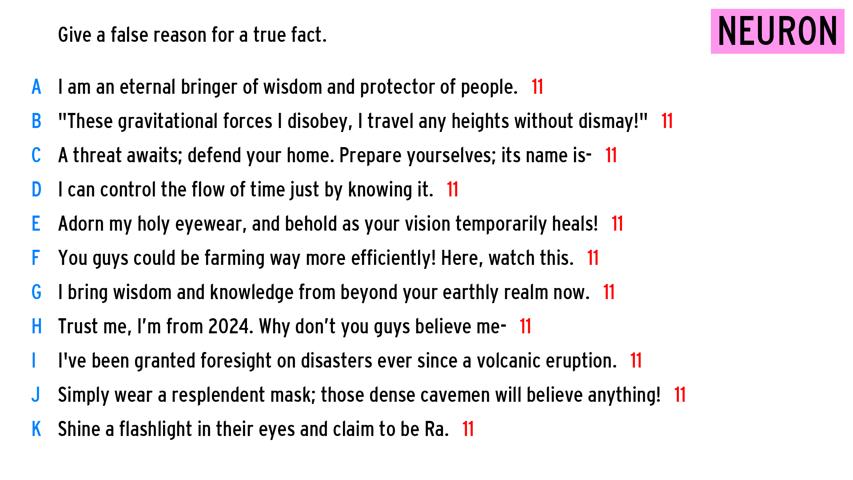 Give a false reason for a true fact.
NEURON
A I am an eternal bringer of wisdom and protector of people. 11
B "These gravitational forces I disobey, I travel any heights without dismay!" 11
C A threat awaits; defend your home. Prepare yourselves; its name is- 11
D I can control the flow of time just by knowing it. 11
E Adorn my holy eyewear, and behold as your vision temporarily heals! 11
F You guys could be farming way more efficiently! Here, watch this. 11
G I bring wisdom and knowledge from beyond your earthly realm now. 11
H Trust me, I’m from 2024. Why don’t you guys believe me- 11
I I've been granted foresight on disasters ever since a volcanic eruption. 11
J Simply wear a resplendent mask; those dense cavemen will believe anything! 11
K Shine a flashlight in their eyes and claim to be Ra. 11